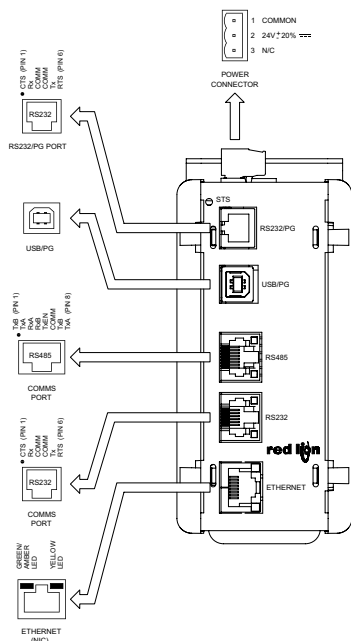 1 COMMON
2 24V±20%
3 N/C
POWER
CONNECTOR
CTS (PIN 1)
Rx
COMM
COMM
Tx
RTS (PIN 6)
RS232
RS232/PG PORT
STS
RS232/PG
USB/PG
USB/PG
TxB (PIN 1)
TxA
RxA
RxB
TxEN
COMM
TxB
TxA (PIN 8)
RS485
COMMS
PORT
RS485
CTS (PIN 1)
Rx
COMM
COMM
Tx
RTS (PIN 6)
RS232
COMMS
PORT
RS232
red lion
ETHERNET
GREEN/
AMBER
LED
YELLOW
LED
ETHERNET
(NIC)